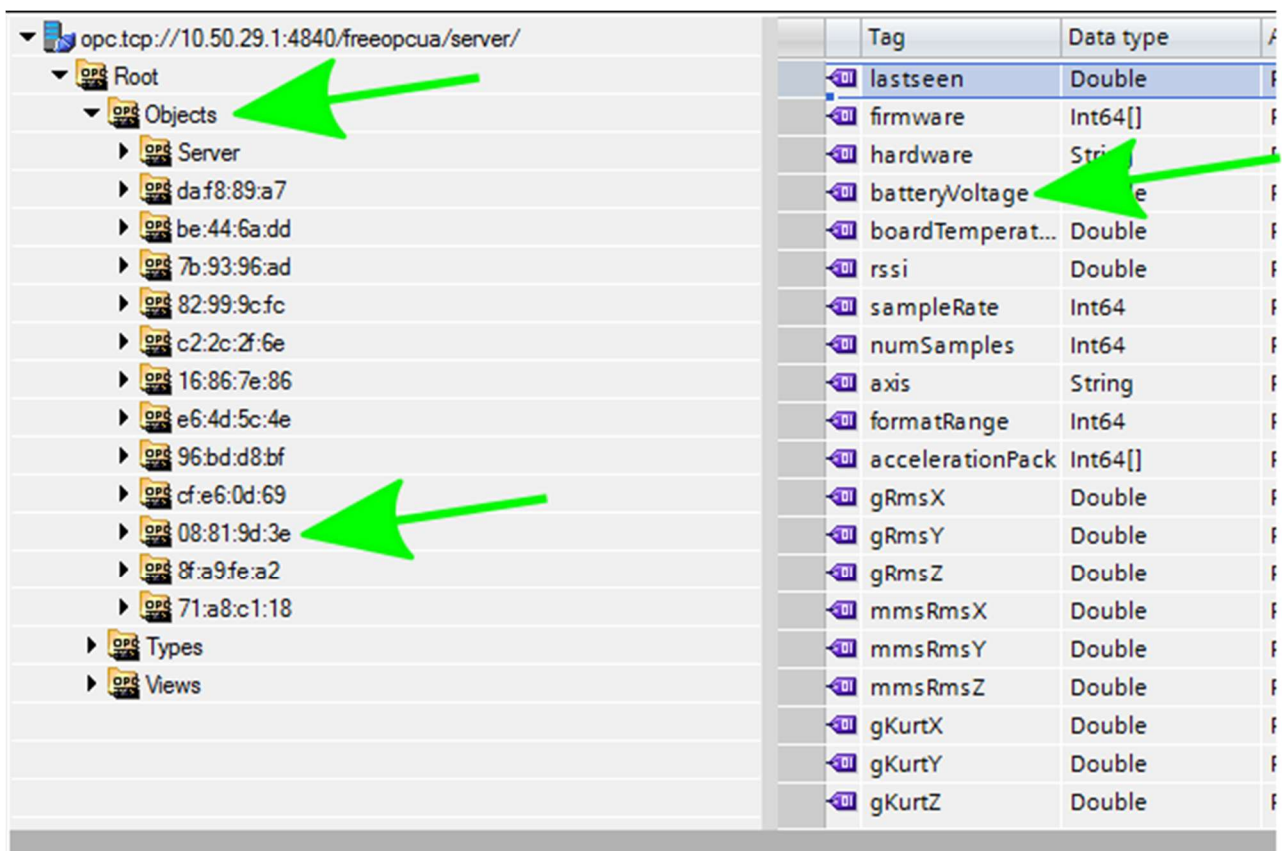 opc.tcp://10.50.29.1:4840/freeopcua/server/
Root
Objects
Server
da:f8:89:a7
be:44:6a:dd
7b:93:96:ad
82:99:9c:fc
c2:2c:2f:6e
16:86:7e:86
e6:4d:5c:4e
96:bd:d8:bf
cf:e6:0d:69
08:81:9d:3e
8f:a9:fe:a2
71:a8:c1:18
Types
Views
Tag Data type
lastseen Double
firmware Int64[]
hardware
batteryVoltage
boardTemperat... Double
rssi Double
sampleRate Int64
numSamples Int64
axis String
formatRange Int64
accelerationPack Int64[]
gRmsX Double
gRmsY Double
gRmsZ Double
mmsRmsX Double
mmsRmsY Double
mmsRmsZ Double
gKurtX Double
gKurtY Double
gKurtZ Double